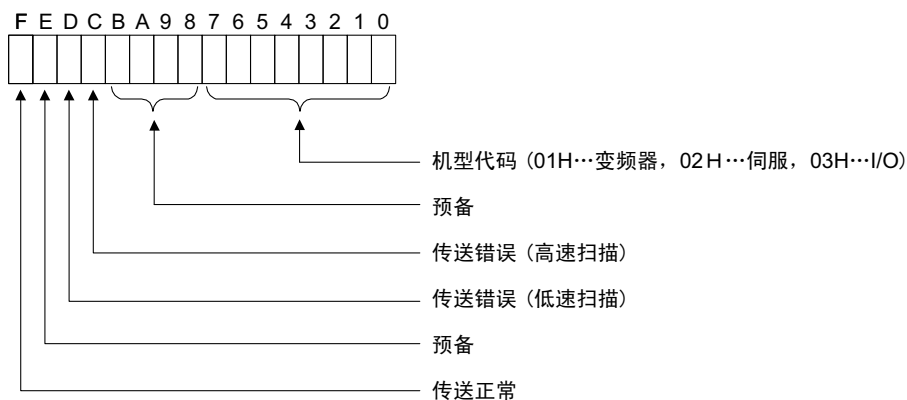 F E D C B A 9 8 7 6 5 4 3 2 1 0
机型代码（01H…变频器，02H…伺服，03H…I/O）
预备
传送错误（高速扫描）
传送错误（低速扫描）
预备
传送正常